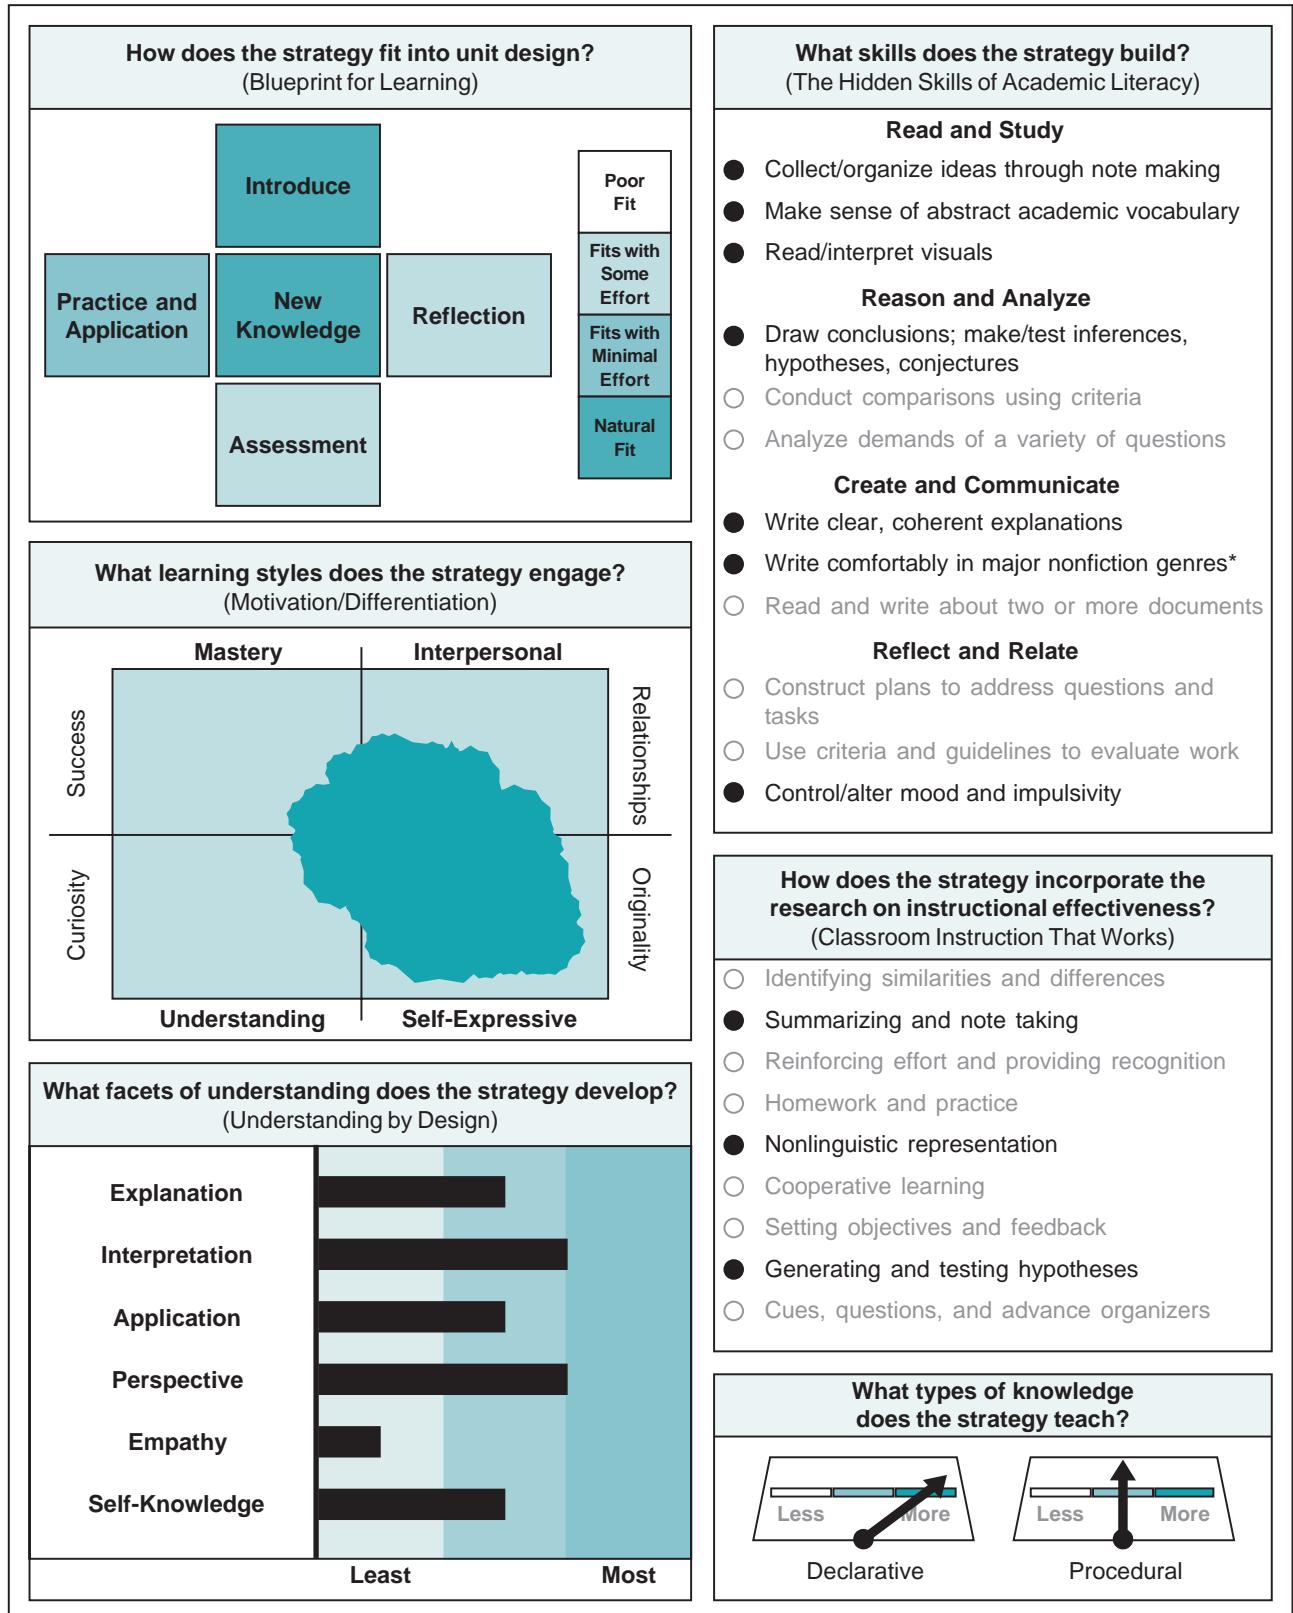 How does the strategy fit into unit design?
(Blueprint for Learning)
Introduce
Practice and
Application
New
Knowledge
Reflection
Assessment
Poor
Fit
Fits with
Some
Effort
Fits with
Minimal
Effort
Natural
Fit
What learning styles does the strategy engage?
(Motivation/Differentiation)
Mastery
Interpersonal
Success
Relationships
Curiosity
Originality
Understanding
Self-Expressive
What facets of understanding does the strategy develop?
(Understanding by Design)
Explanation
Interpretation
Application
Perspective
Empathy
Self-Knowledge
Least
Most
What skills does the strategy build?
(The Hidden Skills of Academic Literacy)
Read and Study
Collect/organize ideas through note making
Make sense of abstract academic vocabulary
Read/interpret visuals
Reason and Analyze
Draw conclusions; make/test inferences,
hypotheses, conjectures
Conduct comparisons using criteria
Analyze demands of a variety of questions
Create and Communicate
Write clear, coherent explanations
Write comfortably in major nonfiction genres*
Read and write about two or more documents
Reflect and Relate
Construct plans to address questions and
tasks
Use criteria and guidelines to evaluate work
Control/alter mood and impulsivity
How does the strategy incorporate the
research on instructional effectiveness?
(Classroom Instruction That Works)
Identifying similarities and differences
Summarizing and note taking
Reinforcing effort and providing recognition
Homework and practice
Nonlinguistic representation
Cooperative learning
Setting objectives and feedback
Generating and testing hypotheses
Cues, questions, and advance organizers
What types of knowledge
does the strategy teach?
Less
More
Declarative
Less
More
Procedural